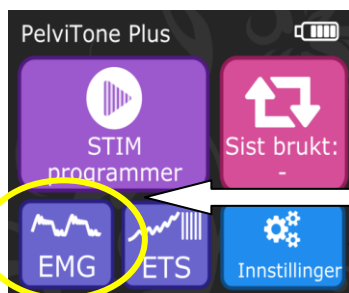 PelviTone Plus
STIM
programmer
Sist brukt:
-
EMG
ETS
Innstillinger